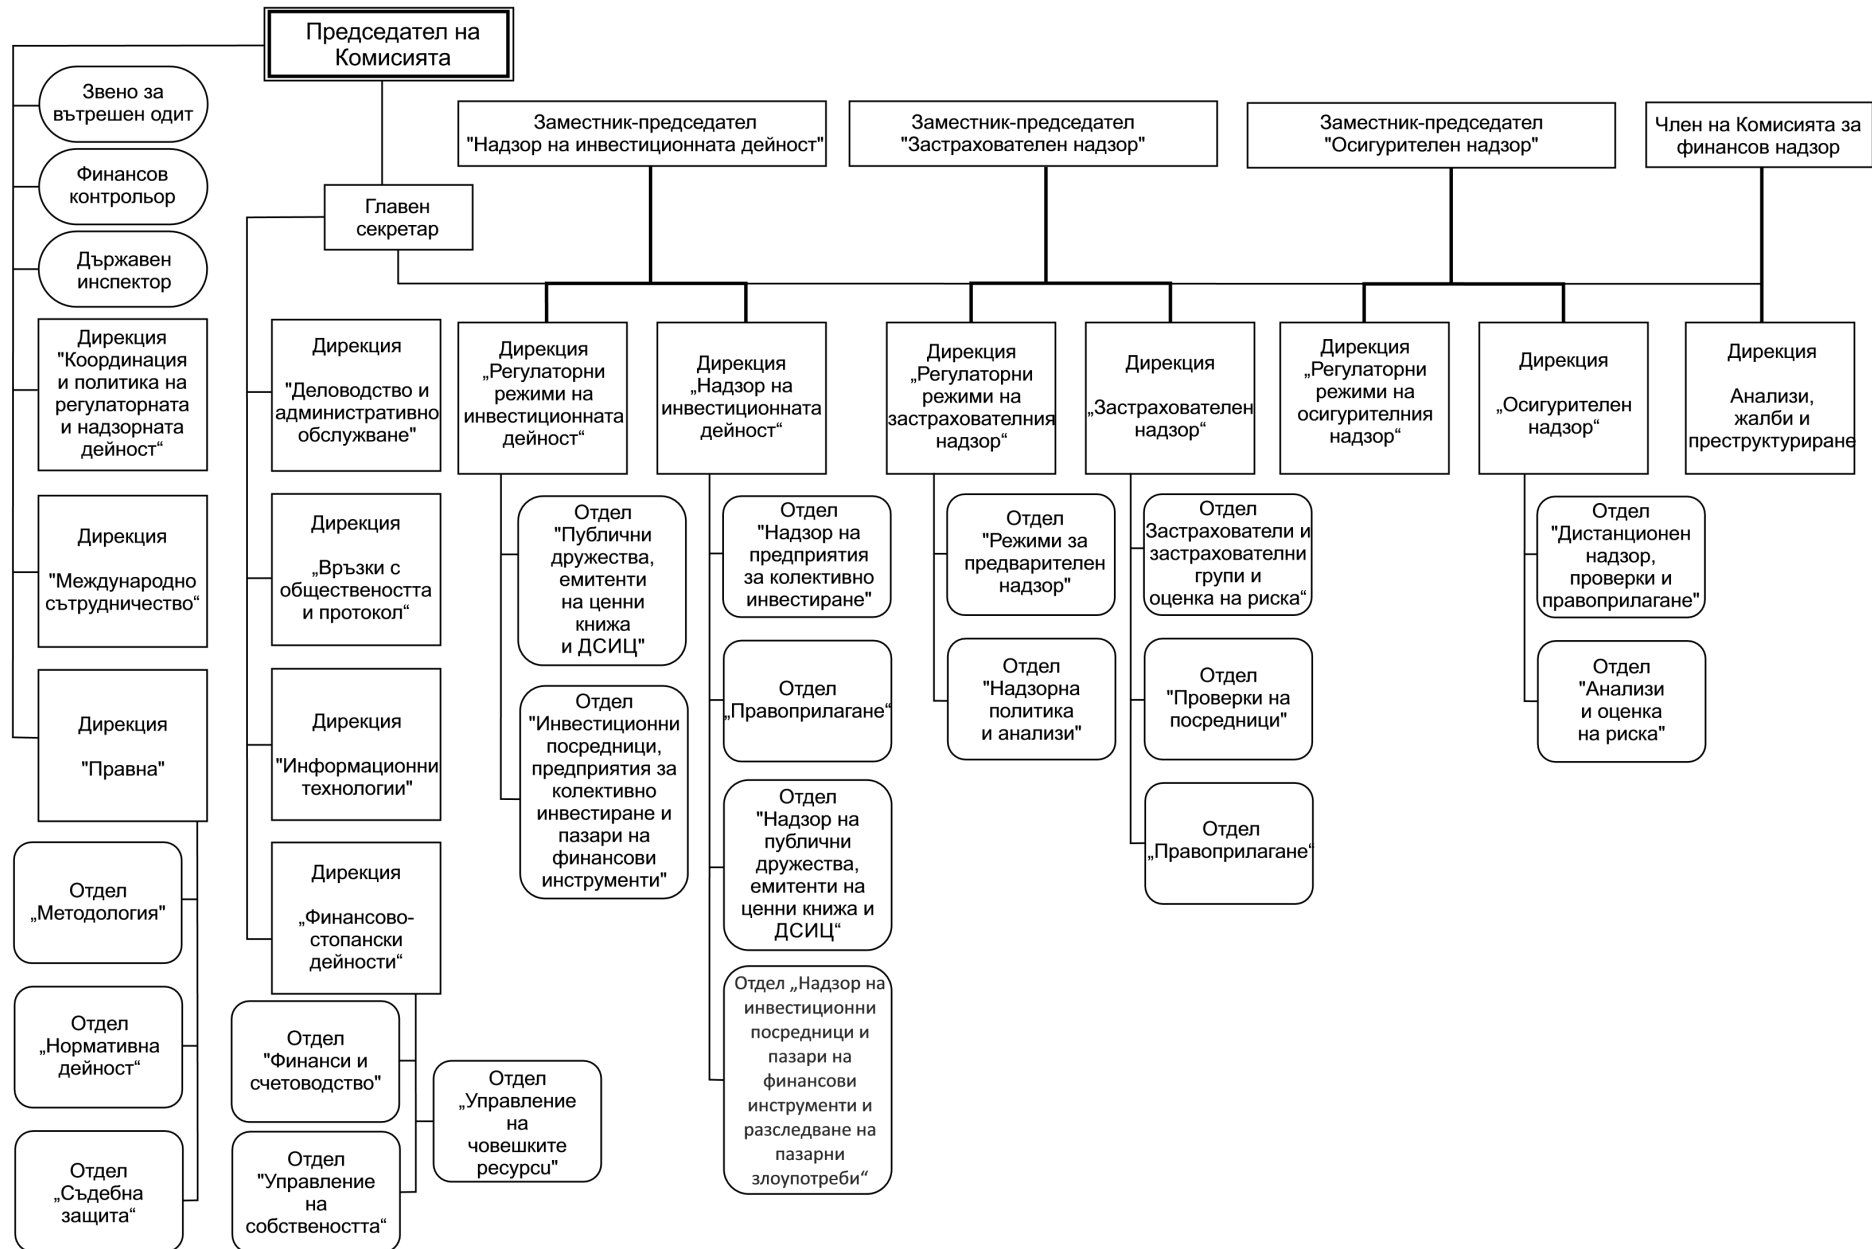 Председател на
Комисията
Звено за
вътрешен одит
Финансов
контрольор
Държавен
инспектор
Заместник-председател
"Надзор на инвестиционната дейност"
Заместник-председател
"Застрахователен надзор"
Заместник-председател
"Осигурителен надзор"
Член на Комисията за
финансов надзор
Главен
секретар
Дирекция
"Координация
и политика на
регулаторната
и надзорната
дейност“
Дирекция
"Деловодство и
административно
обслужване"
Дирекция
„Регулаторни
режими на
инвестиционната
дейност“
Дирекция
„Надзор на
инвестиционната
дейност“
Дирекция
„Регулаторни
режими на
застрахователния
надзор“
Дирекция
„Застрахователен
надзор“
Дирекция
„Регулаторни
режими на
осигурителния
надзор“
Дирекция
„Осигурителен
надзор“
Дирекция
Анализи,
жалби и
преструктуриране
Дирекция
"Международно
сътрудничество“
Дирекция
„Връзки с
обществеността
и протокол“
Отдел
"Публични
дружества,
емитенти
на ценни
книжа
и ДСИЦ"
Отдел
"Надзор на
предприятия
за колективно
инвестиране"
Отдел
"Режими за
предварителен
надзор"
Отдел
Застрахователи и
застрахователни
групи и
оценка на риска“
Отдел
"Дистанционен
надзор,
проверки и
правоприлагане"
Дирекция
"Правна"
Дирекция
"Информационни
технологии"
Отдел
"Инвестиционни
посредници,
предприятия за
колективно
инвестиране и
пазари на
финансови
инструменти"
Отдел
„Правоприлагане“
Отдел
"Надзорна
политика
и анализи"
Отдел
"Проверки на
посредници"
Отдел
"Анализи
и оценка
на риска"
Отдел
„Методология"
Дирекция
„Финансово-
стопански
дейности“
Отдел
"Надзор на
публични
дружества,
емитенти на
ценни книжа и
ДСИЦ“
Отдел
„Правоприлагане“
Отдел
„Нормативна
дейност“
Отдел
"Финанси и
счетоводство"
Отдел
„Управление
на
човешките
ресурси"
Отдел „Надзор на
инвестиционни
посредници и
пазари на
финансови
инструменти и
разследване на
пазарни
злоупотреби“
Отдел
„Съдебна
защита“
Отдел
"Управление
на
собствеността“